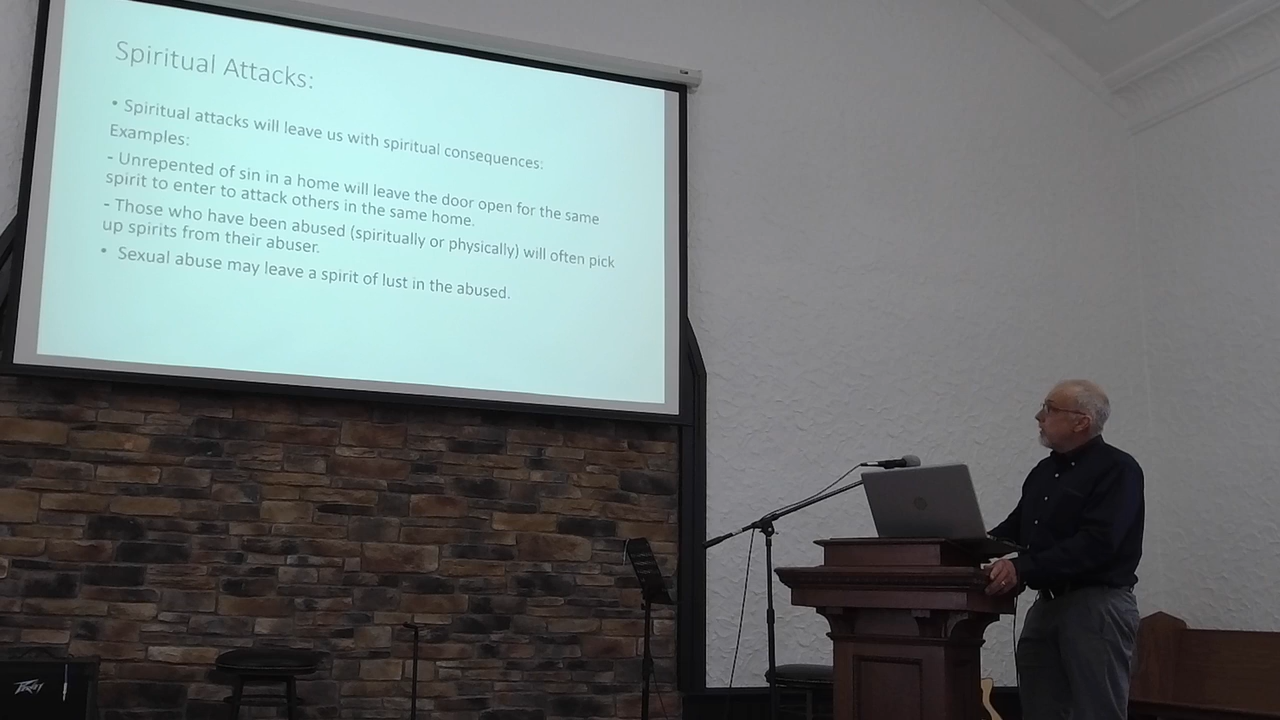 Spiritual Attacks:
• Spiritual attacks will leave us with spiritual consequences:
Examples:
- Unrepented of sin in a home will leave the door open for the same
spirit to enter to attack others in the same home.
- Those who have been abused (spiritually or physically) will often pick
up spirits from their abuser.
• Sexual abuse may leave a spirit of lust in the abused.
hp
PEAVEY